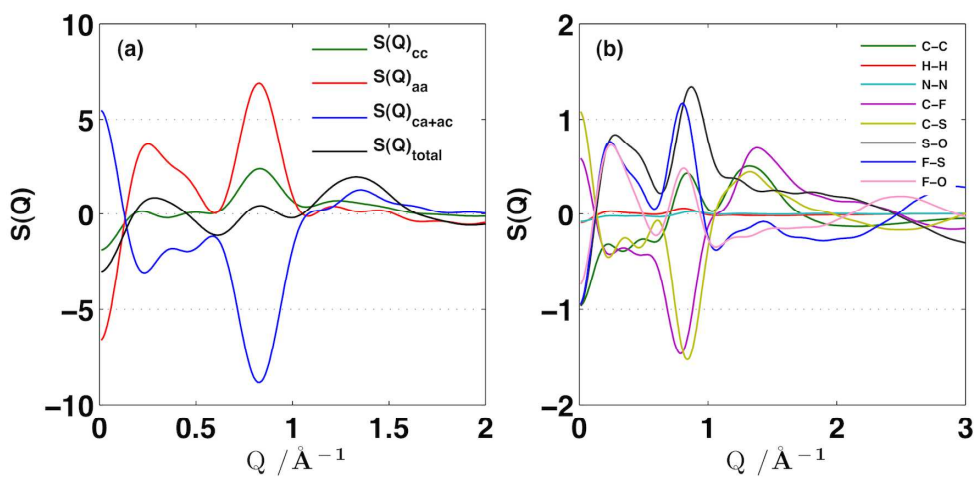 (a)
S(Q)cc
S(Q)aa
S(Q)ca+ac
S(Q)total
S(Q)
10
5
0
−5
−10
0 0.5 1 1.5 2
Q /Å⁻¹
(b)
C−C
H−H
N−N
C−F
C−S
S−O
F−S
F−O
S(Q)
2
1
0
−1
−2
0 1 2 3
Q /Å⁻¹